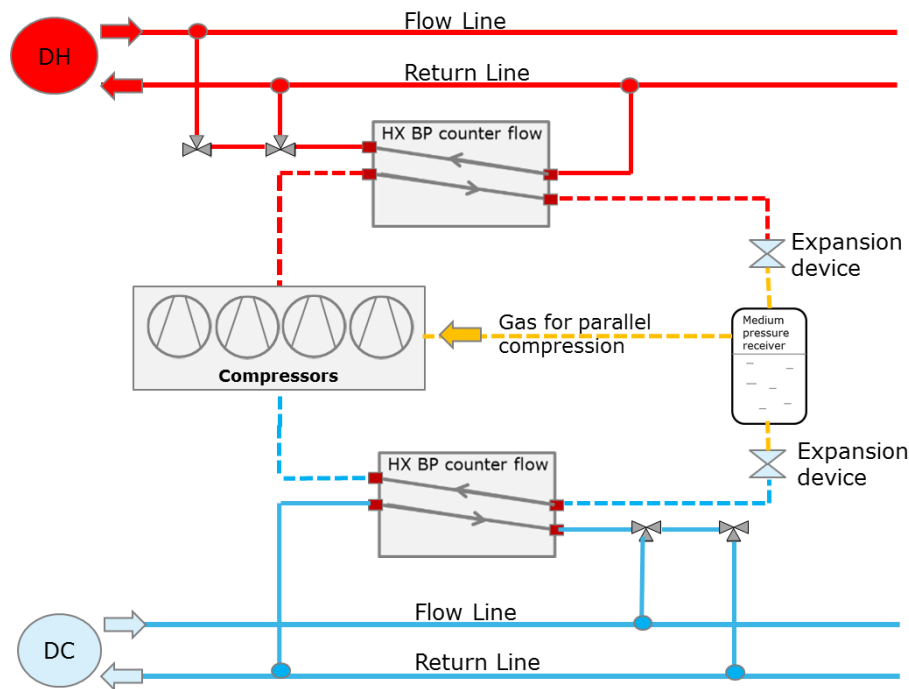 Flow Line
DH
Return Line
HX BP counter flow
Expansion
device
Medium
pressure
receiver
Gas for parallel
compression
Compressors
Expansion
device
HX BP counter flow
Flow Line
DC
Return Line